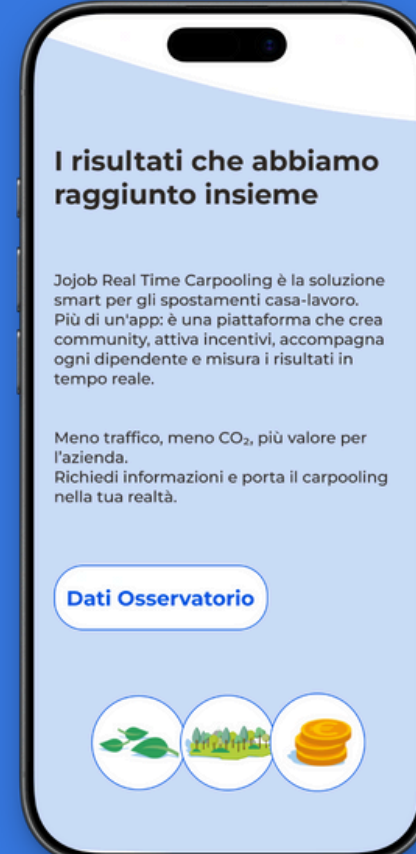 I risultati che abbiamo
raggiunto insieme
Jojob Real Time Carpooling è la soluzione
smart per gli spostamenti casa-lavoro.
Più di un'app: è una piattaforma che crea
community, attiva incentivi, accompagna
ogni dipendente e misura i risultati in
tempo reale.
Meno traffico, meno CO₂, più valore per
l'azienda.
Richiedi informazioni e porta il carpooling
nella tua realtà.
Dati Osservatorio